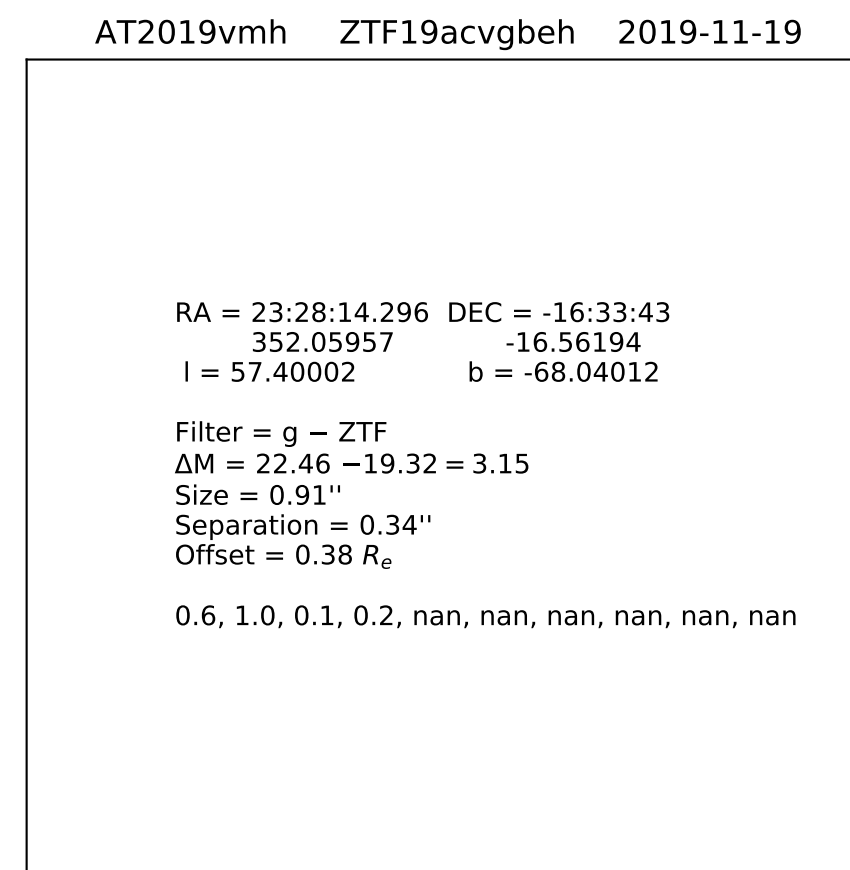 AT2019vmh ZTF19acvgbeh 2019-11-19
RA = 23:28:14.296 DEC = -16:33:43
352.05957 -16.56194
l = 57.40002 b = -68.04012
Filter = g − ZTF
ΔM = 22.46 −19.32 = 3.15
Size = 0.91''
Separation = 0.34''
Offset = 0.38 Re
0.6, 1.0, 0.1, 0.2, nan, nan, nan, nan, nan, nan